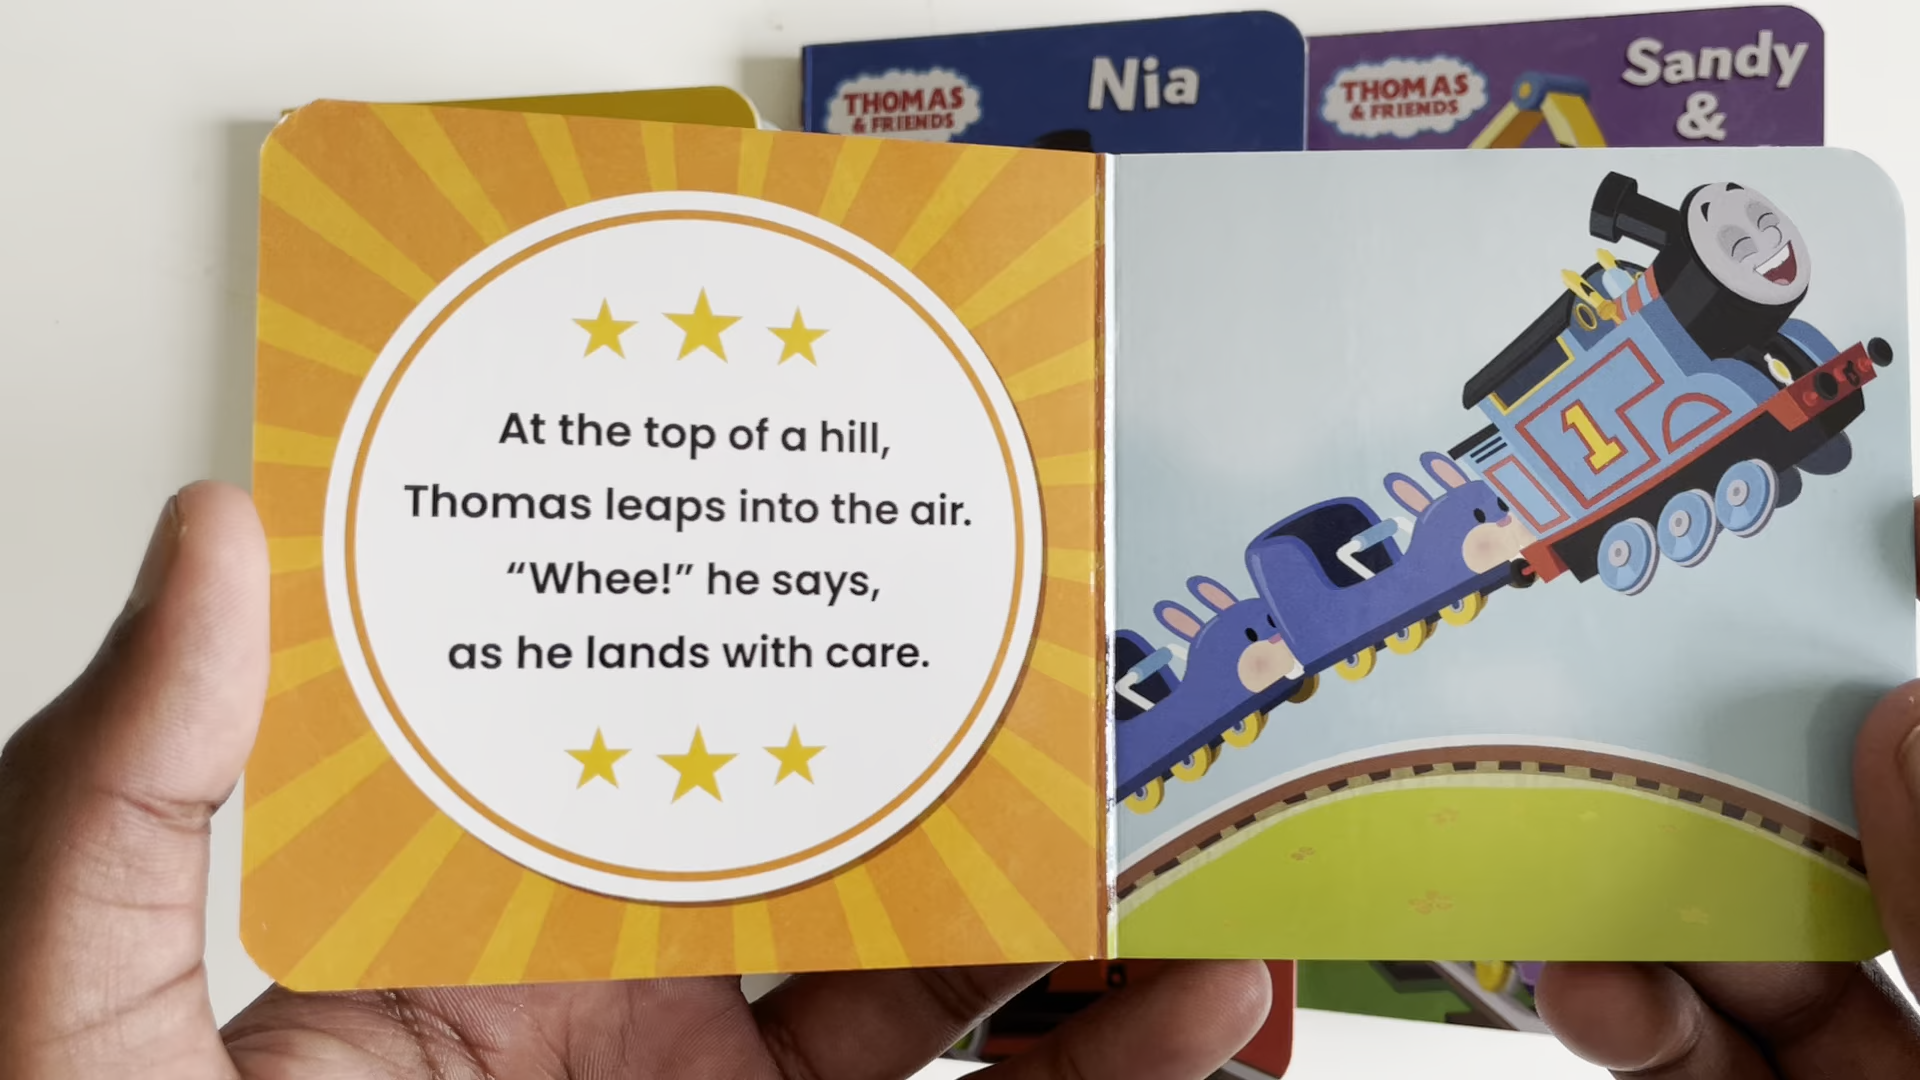 THOMAS
& FRIENDS
Nia
THOMAS
& FRIENDS
Sandy
&
At the top of a hill,
Thomas leaps into the air.
“Whee!” he says,
as he lands with care.
1